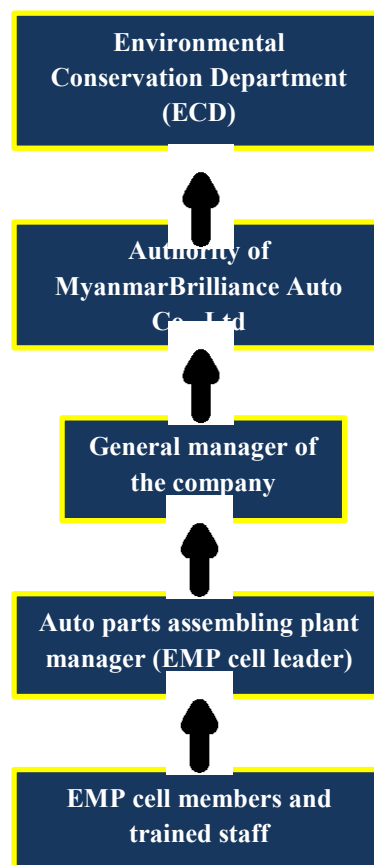 Environmental
Conservation Department
(ECD)
Authority of
MyanmarBrilliance Auto
Co., Ltd
General manager of
the company
Auto parts assembling plant
manager (EMP cell leader)
EMP cell members and
trained staff